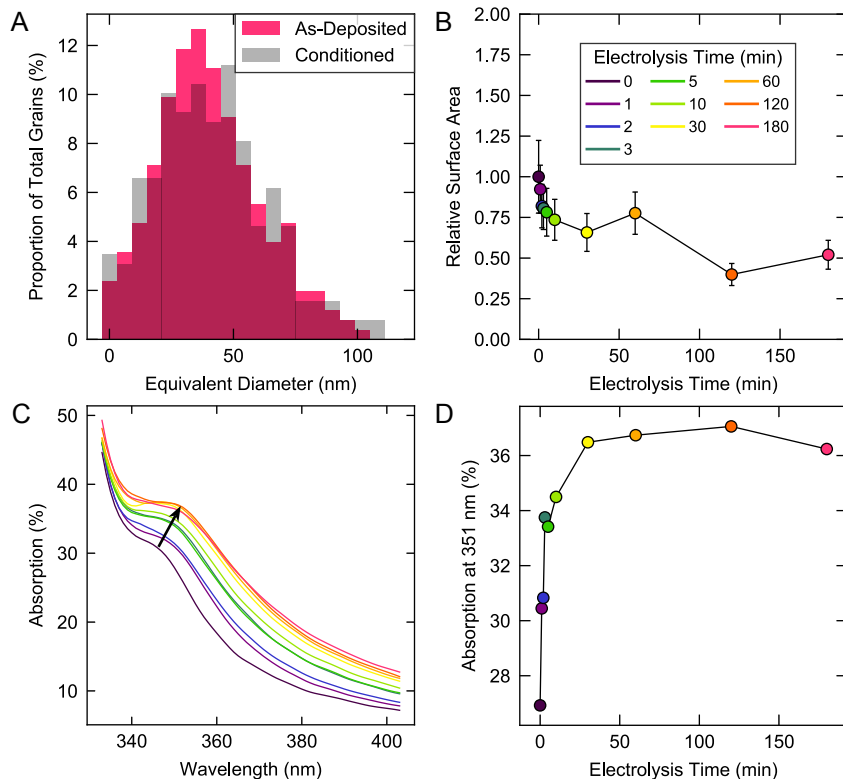 A
As-Deposited
Conditioned
Proportion of Total Grains (%)
12
10
8
6
4
2
0
0 50 100
Equivalent Diameter (nm)
B
Electrolysis Time (min)
0 5 60
1 10 120
2 30 180
3
Relative Surface Area
2.00
1.75
1.50
1.25
1.00
0.75
0.50
0.25
0.00
0 50 100 150
Electrolysis Time (min)
C
Absorption (%)
50
40
30
20
10
340 360 380 400
Wavelength (nm)
D
Absorption at 351 nm (%)
36
34
32
30
28
0 50 100 150
Electrolysis Time (min)